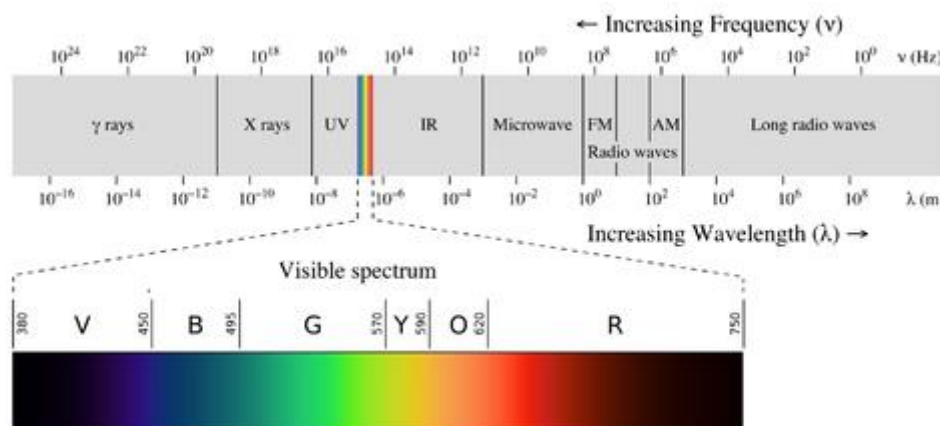 ← Increasing Frequency (ν)
10²⁴ 10²² 10²⁰ 10¹⁸ 10¹⁶ 10¹⁴ 10¹² 10¹⁰ 10⁸ 10⁶ 10⁴ 10² 10⁰ ν (Hz)
γ rays X rays UV IR Microwave FM AM Long radio waves
Radio waves
10⁻¹⁶ 10⁻¹⁴ 10⁻¹² 10⁻¹⁰ 10⁻⁸ 10⁻⁶ 10⁻⁴ 10⁻² 10⁰ 10² 10⁴ 10⁶ 10⁸ λ (m
Increasing Wavelength (λ) →
Visible spectrum
380 V 450 B 495 G 570 Y 590 O 620 R 750